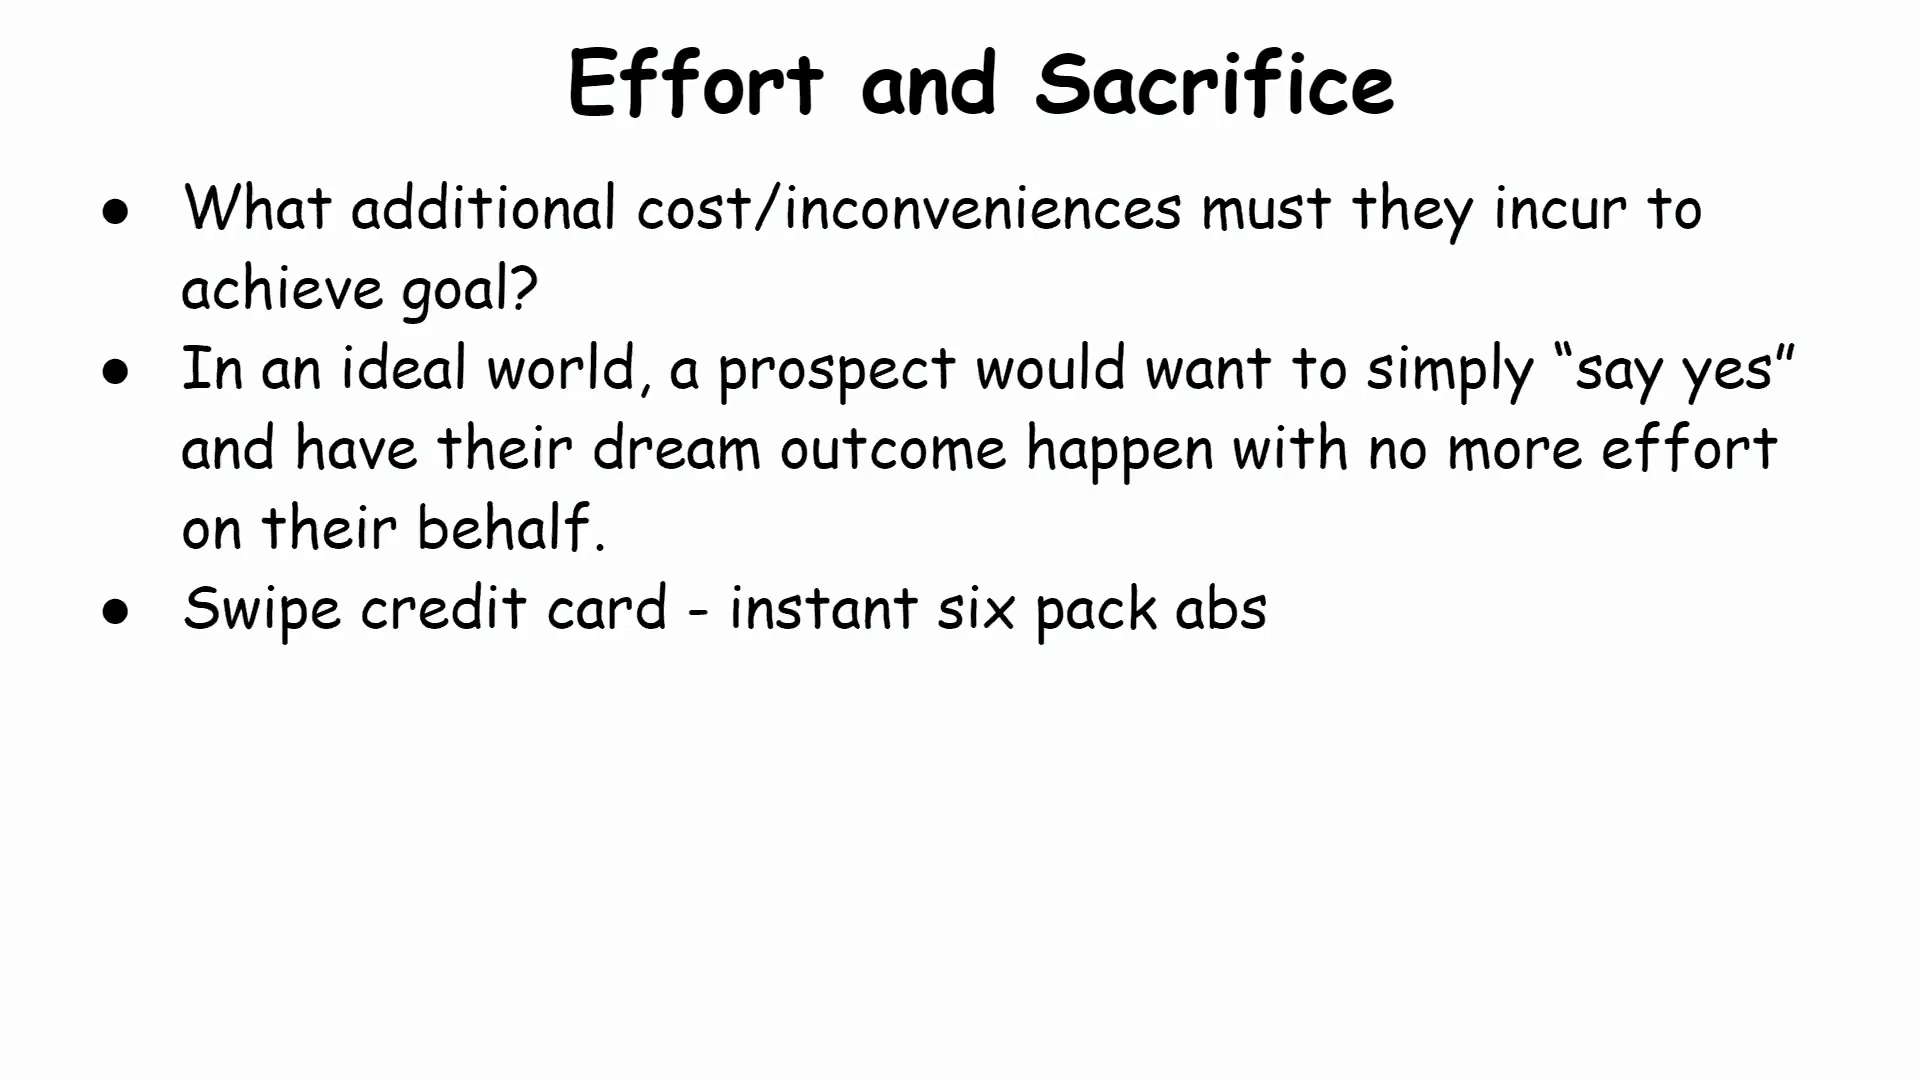 Effort and Sacrifice
● What additional cost/inconveniences must they incur to
achieve goal?
● In an ideal world, a prospect would want to simply “say yes”
and have their dream outcome happen with no more effort
on their behalf.
● Swipe credit card - instant six pack abs